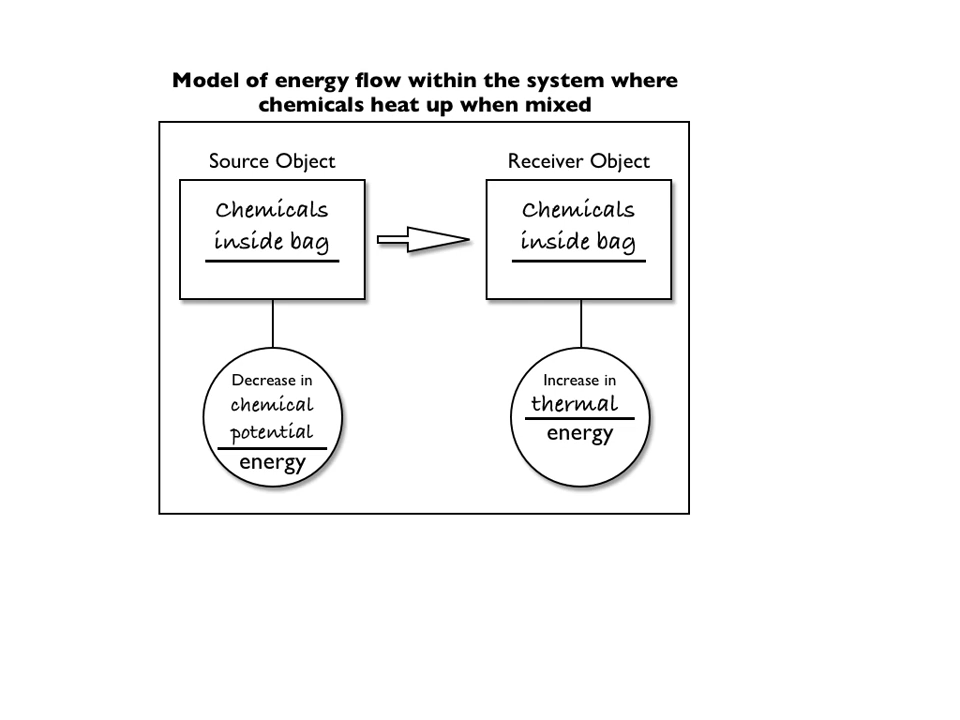 Model of energy flow within the system where
chemicals heat up when mixed
Source Object
Receiver Object
Chemicals
inside bag
Chemicals
inside bag
Decrease in
chemical
potential
energy
Increase in
thermal
energy